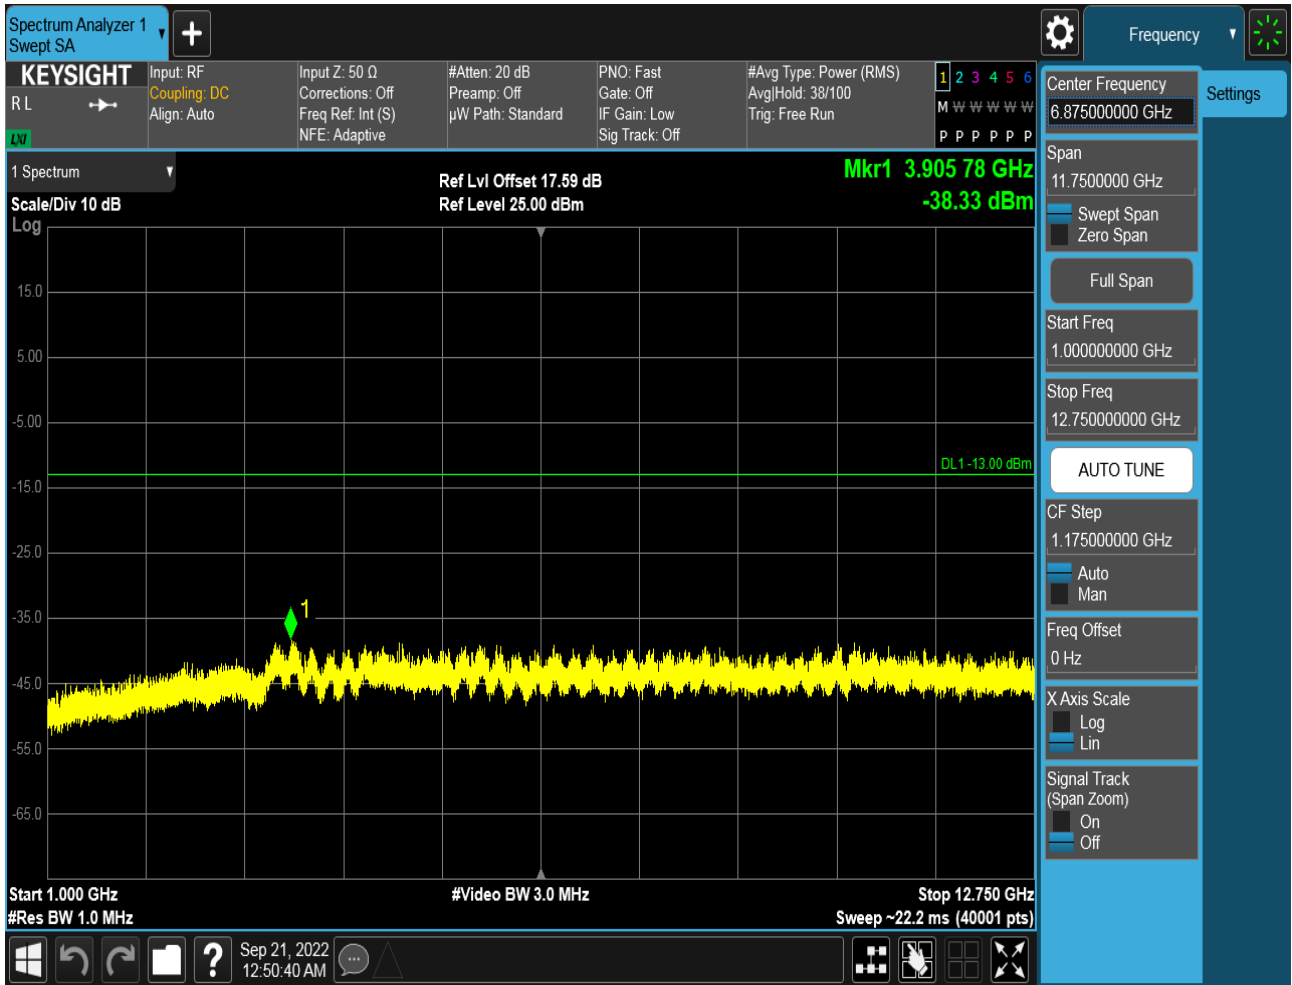 Spectrum Analyzer 1
Swept SA
Frequency
KEYSIGHT
R L
LXI
Input: RF
Coupling: DC
Align: Auto
Input Z: 50 Ω
Corrections: Off
Freq Ref: Int (S)
NFE: Adaptive
#Atten: 20 dB
Preamp: Off
µW Path: Standard
PNO: Fast
Gate: Off
IF Gain: Low
Sig Track: Off
#Avg Type: Power (RMS)
Avg|Hold: 38/100
Trig: Free Run
1 2 3 4 5 6
M W W W W W
P P P P P P
1 Spectrum
Scale/Div 10 dB
Log
Ref Lvl Offset 17.59 dB
Ref Level 25.00 dBm
Mkr1 3.905 78 GHz
-38.33 dBm
15.0
5.00
-5.00
DL1 -13.00 dBm
-15.0
-25.0
-35.0
1
-45.0
-55.0
-65.0
Start 1.000 GHz
#Video BW 3.0 MHz
Stop 12.750 GHz
#Res BW 1.0 MHz
Sweep ~22.2 ms (40001 pts)
Center Frequency
6.875000000 GHz
Settings
Span
11.7500000 GHz
Swept Span
Zero Span
Full Span
Start Freq
1.000000000 GHz
Stop Freq
12.750000000 GHz
AUTO TUNE
CF Step
1.175000000 GHz
Auto
Man
Freq Offset
0 Hz
X Axis Scale
Log
Lin
Signal Track
(Span Zoom)
On
Off
?
Sep 21, 2022
12:50:40 AM